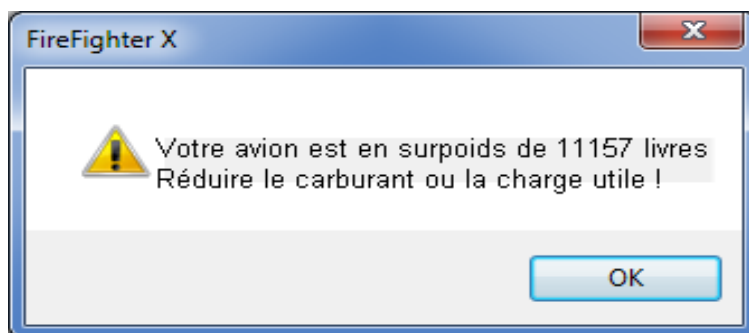 FireFighter X
Votre avion est en surpoids de 11157 livres
Réduire le carburant ou la charge utile !
OK